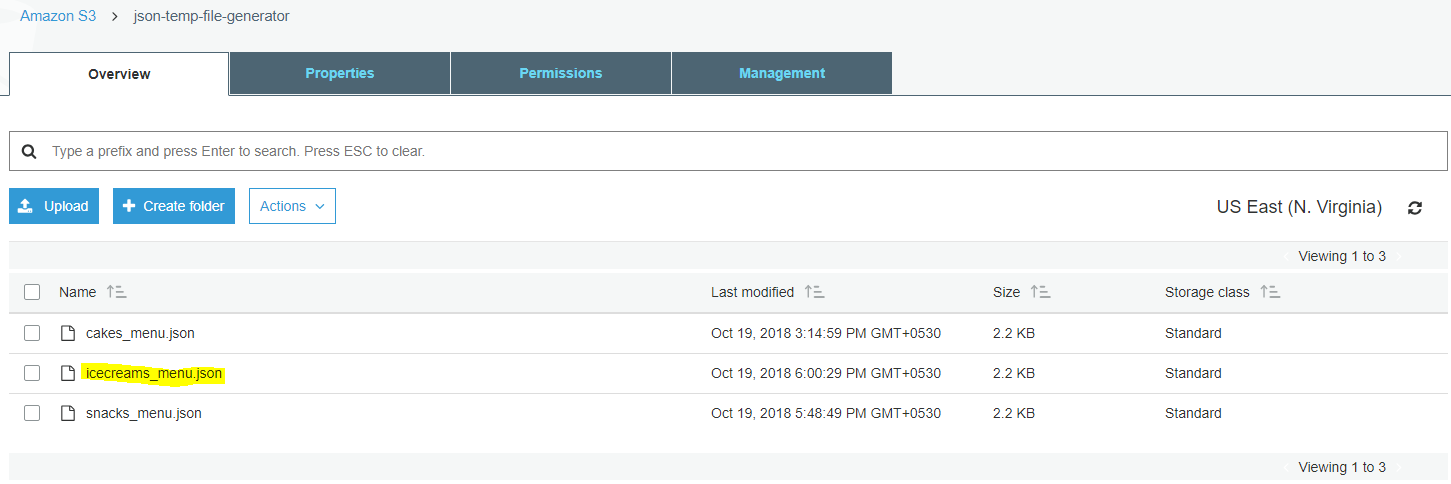 Amazon S3 > json-temp-file-generator
Overview Properties Permissions Management
Type a prefix and press Enter to search. Press ESC to clear.
Upload Create folder Actions US East (N. Virginia)
Viewing 1 to 3
Name Last modified Size Storage class
cakes_menu.json Oct 19, 2018 3:14:59 PM GMT+0530 2.2 KB Standard
icecreams_menu.json Oct 19, 2018 6:00:29 PM GMT+0530 2.2 KB Standard
snacks_menu.json Oct 19, 2018 5:48:49 PM GMT+0530 2.2 KB Standard
Viewing 1 to 3